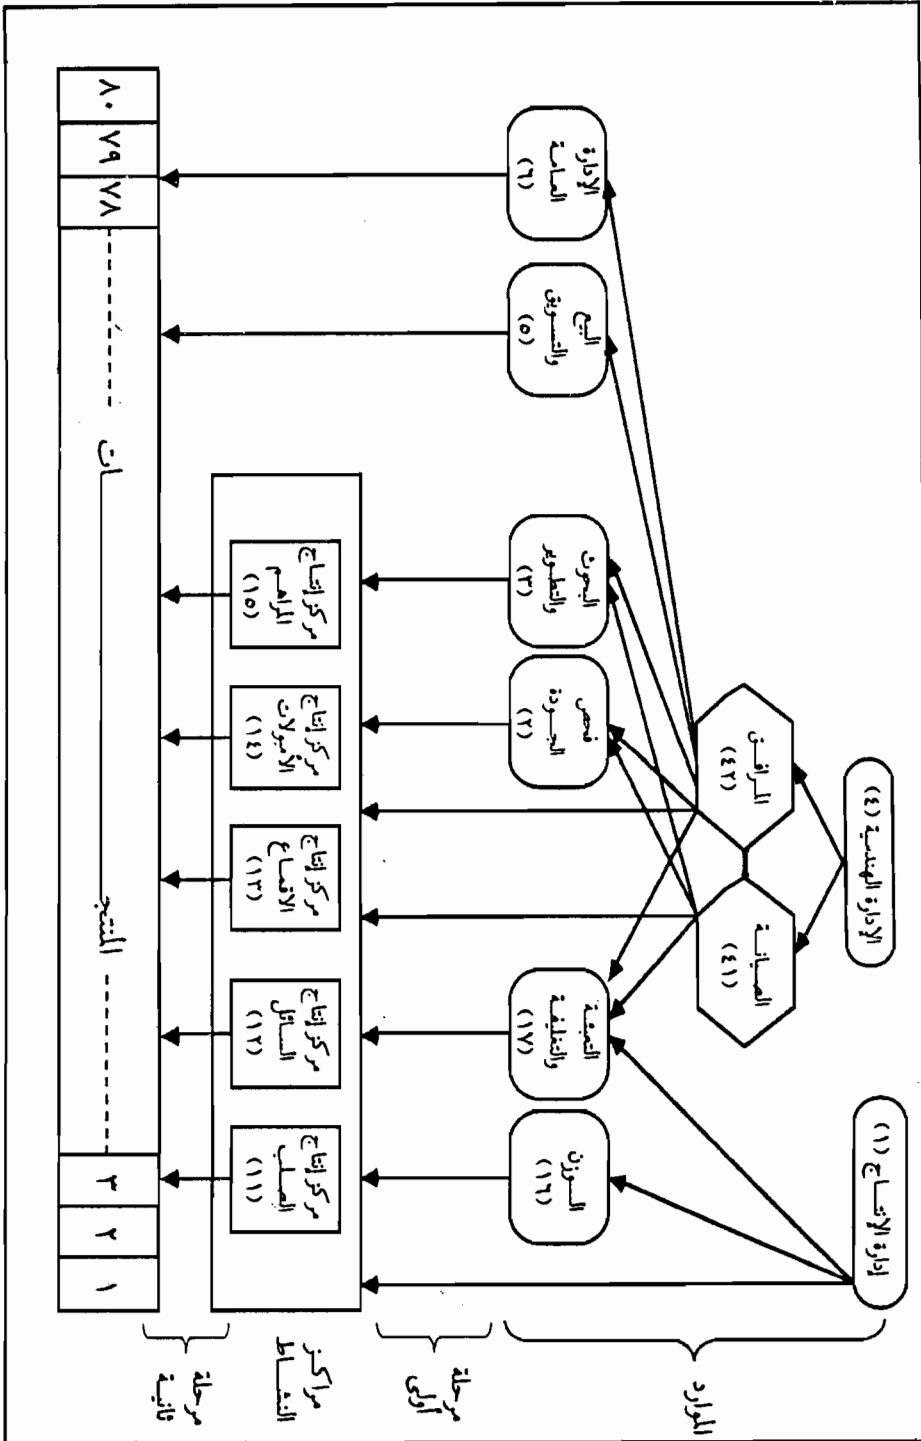 إدارة الإنتاج (١)
الإدارة الهندسية (٤)
الصيانة
(٤١)
المرافق
(٤٢)
الموارد
الوزن
(١٦)
التعبئة
والتغليفة
(١٧)
فحص
الجودة
(٢)
البحوث
والتطوير
(٣)
البيع
والتسويق
(٥)
الإدارة
العامة
(٦)
مرحلة
أولى
مراكز
النشاط
مركز إنتاج
الصلب
(١١)
مركز إنتاج
السائل
(١٢)
مركز إنتاج
الاقماع
(١٣)
مركز إنتاج
الأمبولات
(١٤)
مركز إنتاج
المراهم
(١٥)
مرحلة
ثانية
١ ٢ ٣ المنتجـــــات ٧٨ ٧٩ ٨٠